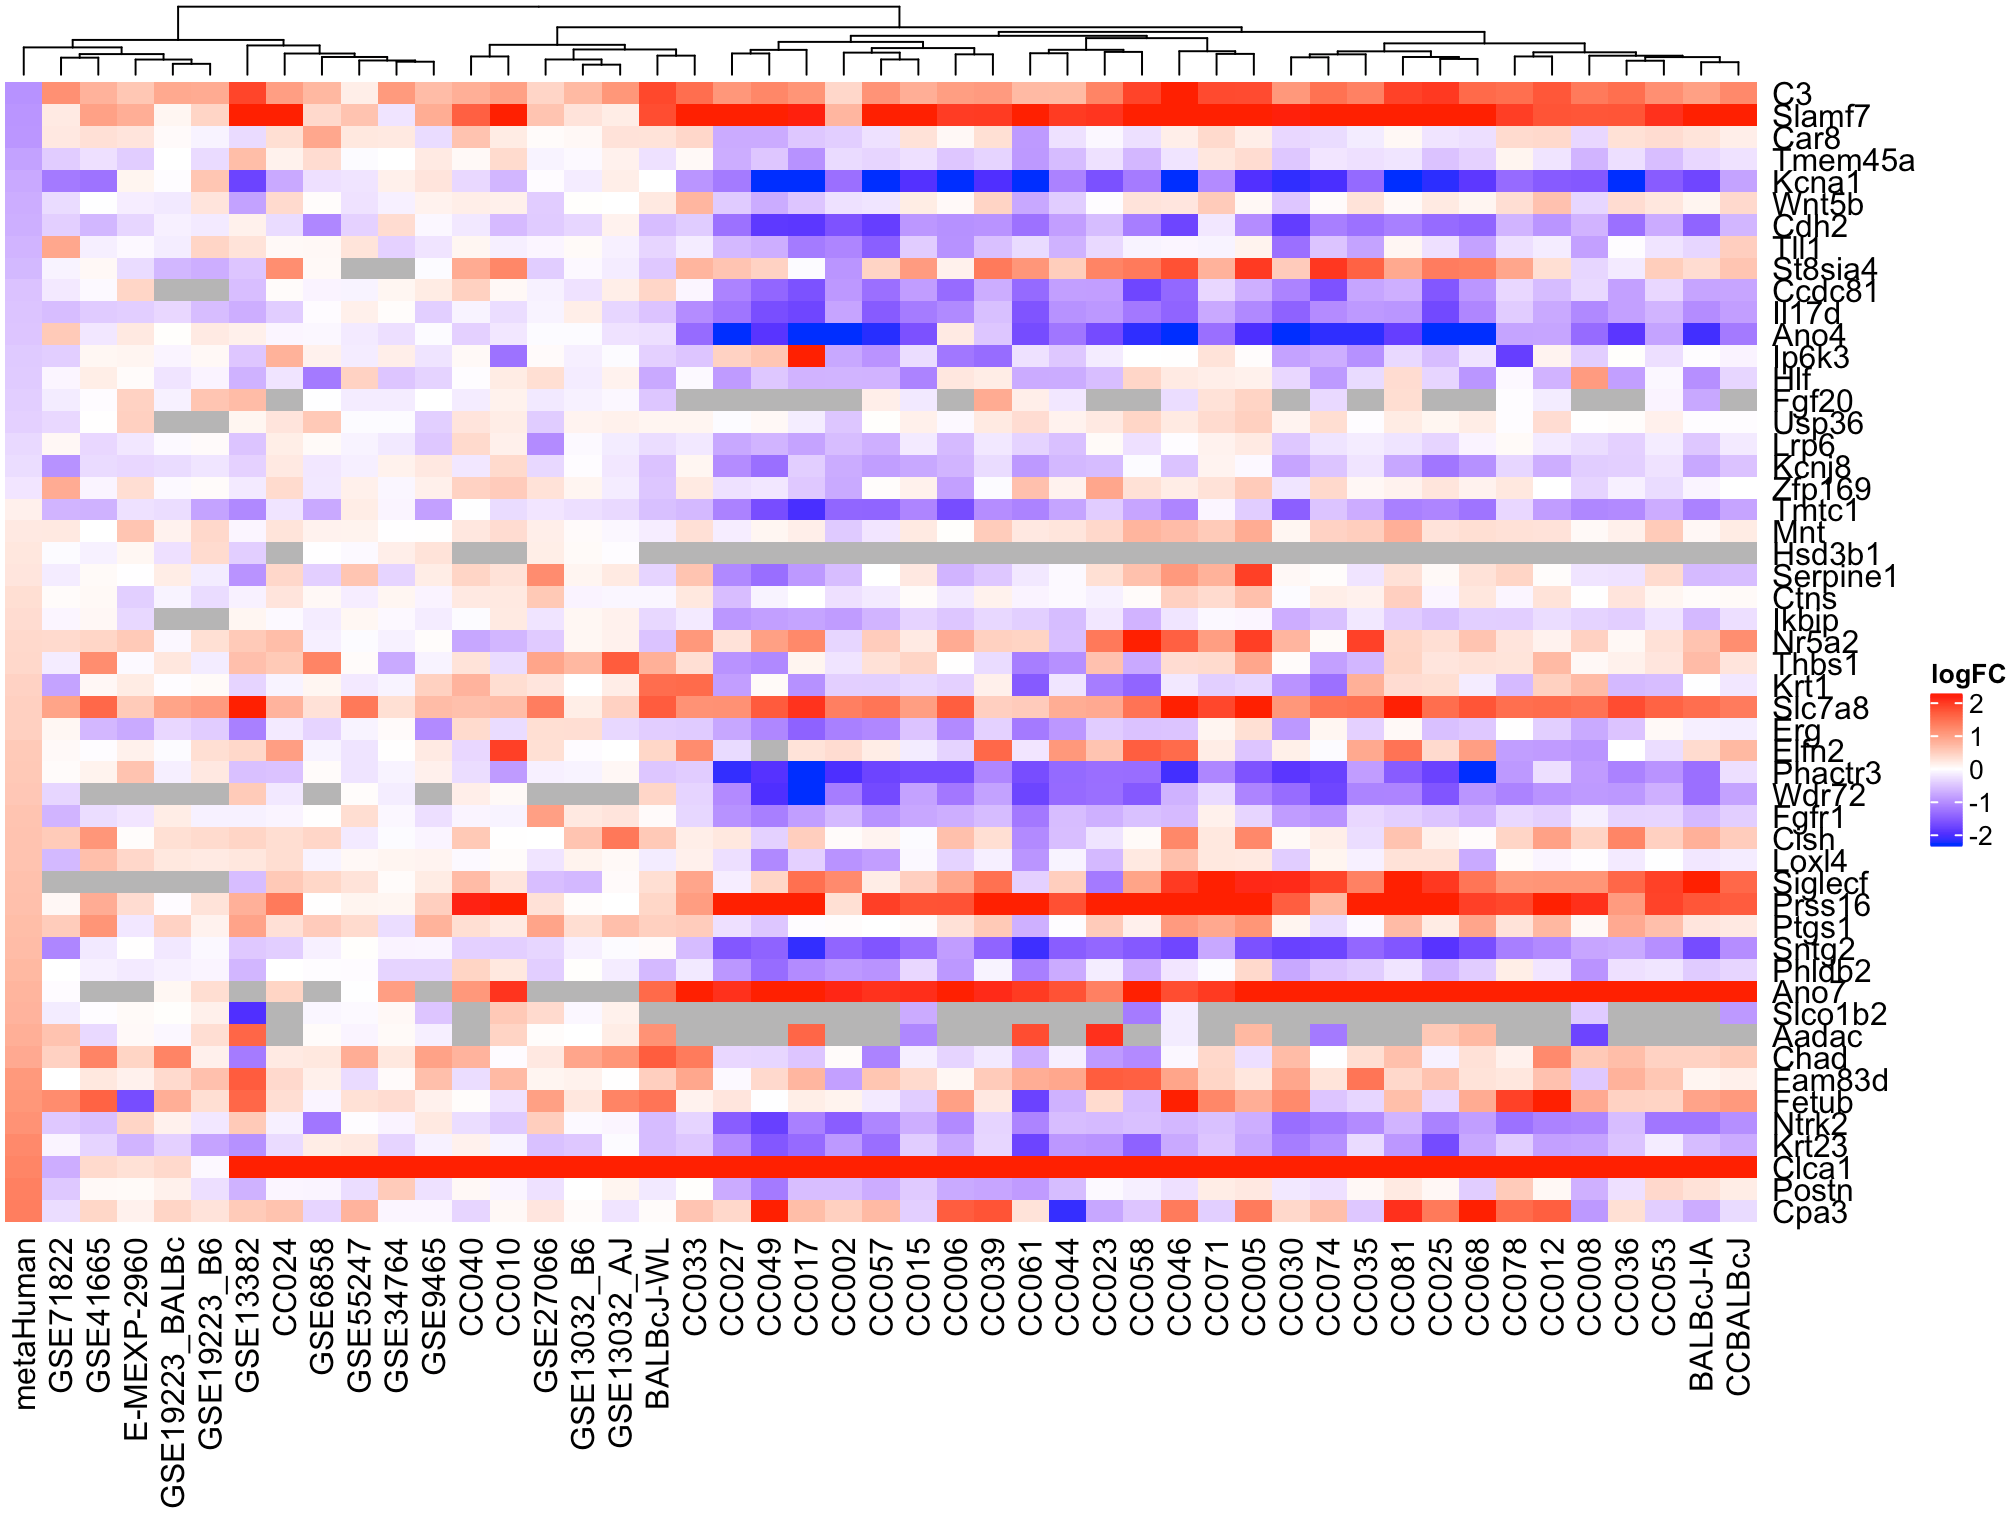 C3
Slamf7
Car8
Tmem45a
Kcna1
Wnt5b
Cdh2
Tll1
St8sia4
Ccdc81
Il17d
Ano4
Ip6k3
Hlf
Fgf20
Usp36
Lrp6
Kcnj8
Zfp169
Tmtc1
Mnt
Hsd3b1
Serpine1
Ctns
Ikbip
Nr5a2
Thbs1
Krt1
Slc7a8
Erg
Elfn2
Phactr3
Wdr72
Fgfr1
Cish
Loxl4
Siglecf
Prss16
Ptgs1
Sntg2
Phldb2
Ano7
Slco1b2
Aadac
Chad
Fam83d
Fetub
Ntrk2
Krt23
Clca1
Postn
Cpa3
logFC
2
1
0
-1
-2
metaHuman
GSE71822
GSE41665
E-MEXP-2960
GSE19223_BALBc
GSE19223_B6
GSE13382
CC024
GSE6858
GSE55247
GSE34764
GSE9465
CC040
CC010
GSE27066
GSE13032_B6
GSE13032_AJ
BALBcJ-WL
CC033
CC027
CC049
CC017
CC002
CC057
CC015
CC006
CC039
CC061
CC044
CC023
CC058
CC046
CC071
CC005
CC030
CC074
CC035
CC081
CC025
CC068
CC078
CC012
CC008
CC036
CC053
BALBcJ-IA
CCBALBcJ